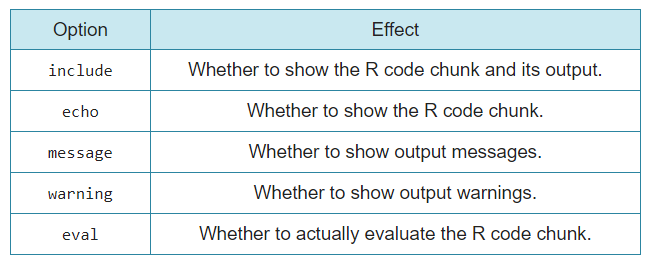 Option Effect
include Whether to show the R code chunk and its output.
echo Whether to show the R code chunk.
message Whether to show output messages.
warning Whether to show output warnings.
eval Whether to actually evaluate the R code chunk.